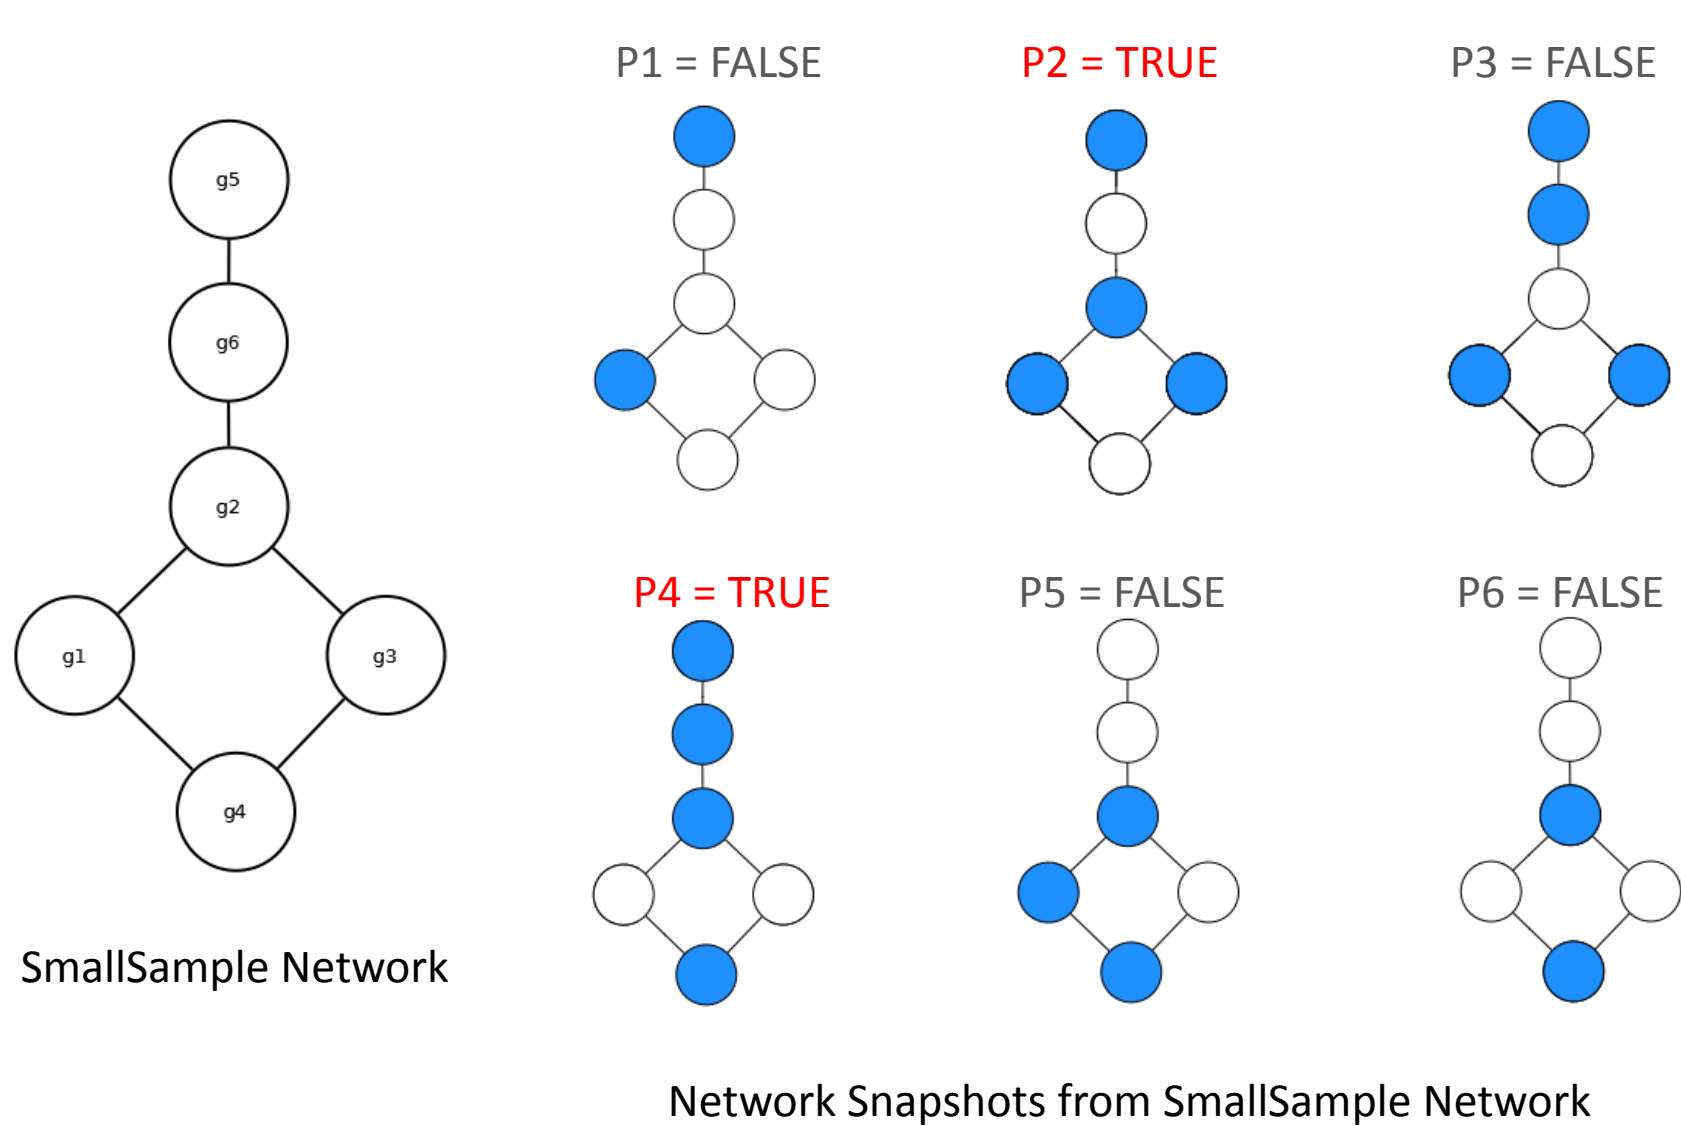 P1 = FALSE
P2 = TRUE
P3 = FALSE
g5
g6
g2
g1
g3
g4
P4 = TRUE
P5 = FALSE
P6 = FALSE
SmallSample Network
Network Snapshots from SmallSample Network